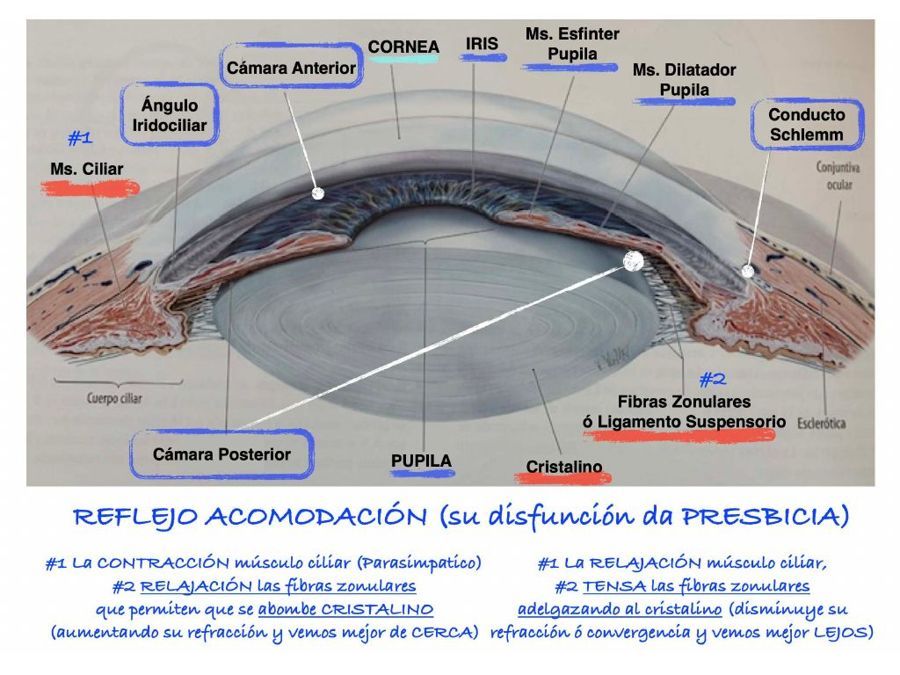 CORNEA
IRIS
Ms. Esfinter
Pupila
Cámara Anterior
Ms. Dilatador
Pupila
Ángulo
Iridociliar
Conducto
Schlemm
#1
Ms. Ciliar
Conjuntiva
ocular
#2
Cuerpo ciliar
Fibras Zonulares
ó Ligamento Suspensorio
Esclerótica
Cámara Posterior
PUPILA
Cristalino
REFLEJO ACOMODACIÓN (su disfunción da PRESBICIA)
#1 La CONTRACCIÓN músculo ciliar (Parasimpatico)
#2 RELAJACIÓN las fibras zonulares
que permiten que se abombe CRISTALINO
(aumentando su refracción y vemos mejor de CERCA)
#1 La RELAJACIÓN músculo ciliar,
#2 TENSA las fibras zonulares
adelgazando al cristalino (disminuye su
refracción ó convergencia y vemos mejor LEJOS)